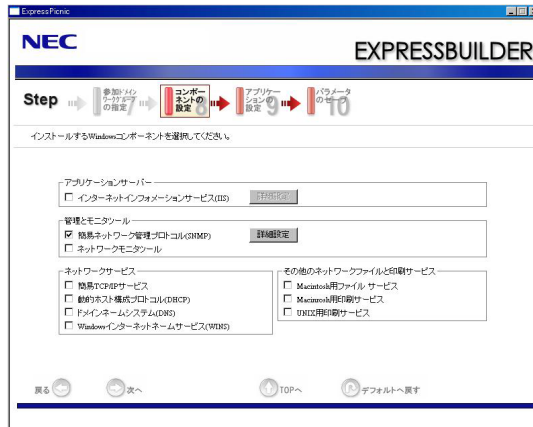 ExpressPicnic
NEC
EXPRESSBUILDER
Step
参加ドメイン
ワークグループ
の指定
7
コンポー
ネントの
設定
8
アプリケー
ションの
設定
9
パラメータ
のセーブ
10
インストールするWindowsコンポーネントを選択してください。
アプリケーションサーバー
インターネットインフォメーションサービス(IIS)
詳細設定
管理とモニタツール
簡易ネットワーク管理プロトコル(SNMP)
詳細設定
ネットワークモニタツール
ネットワークサービス
簡易TCP/IPサービス
動的ホスト構成プロトコル(DHCP)
ドメインネームシステム(DNS)
Windowsインターネットネームサービス(WINS)
その他のネットワークファイルと印刷サービス
Macintosh用ファイル サービス
Macintosh用印刷サービス
UNIX用印刷サービス
戻る
次へ
TOPへ
デフォルトへ戻す